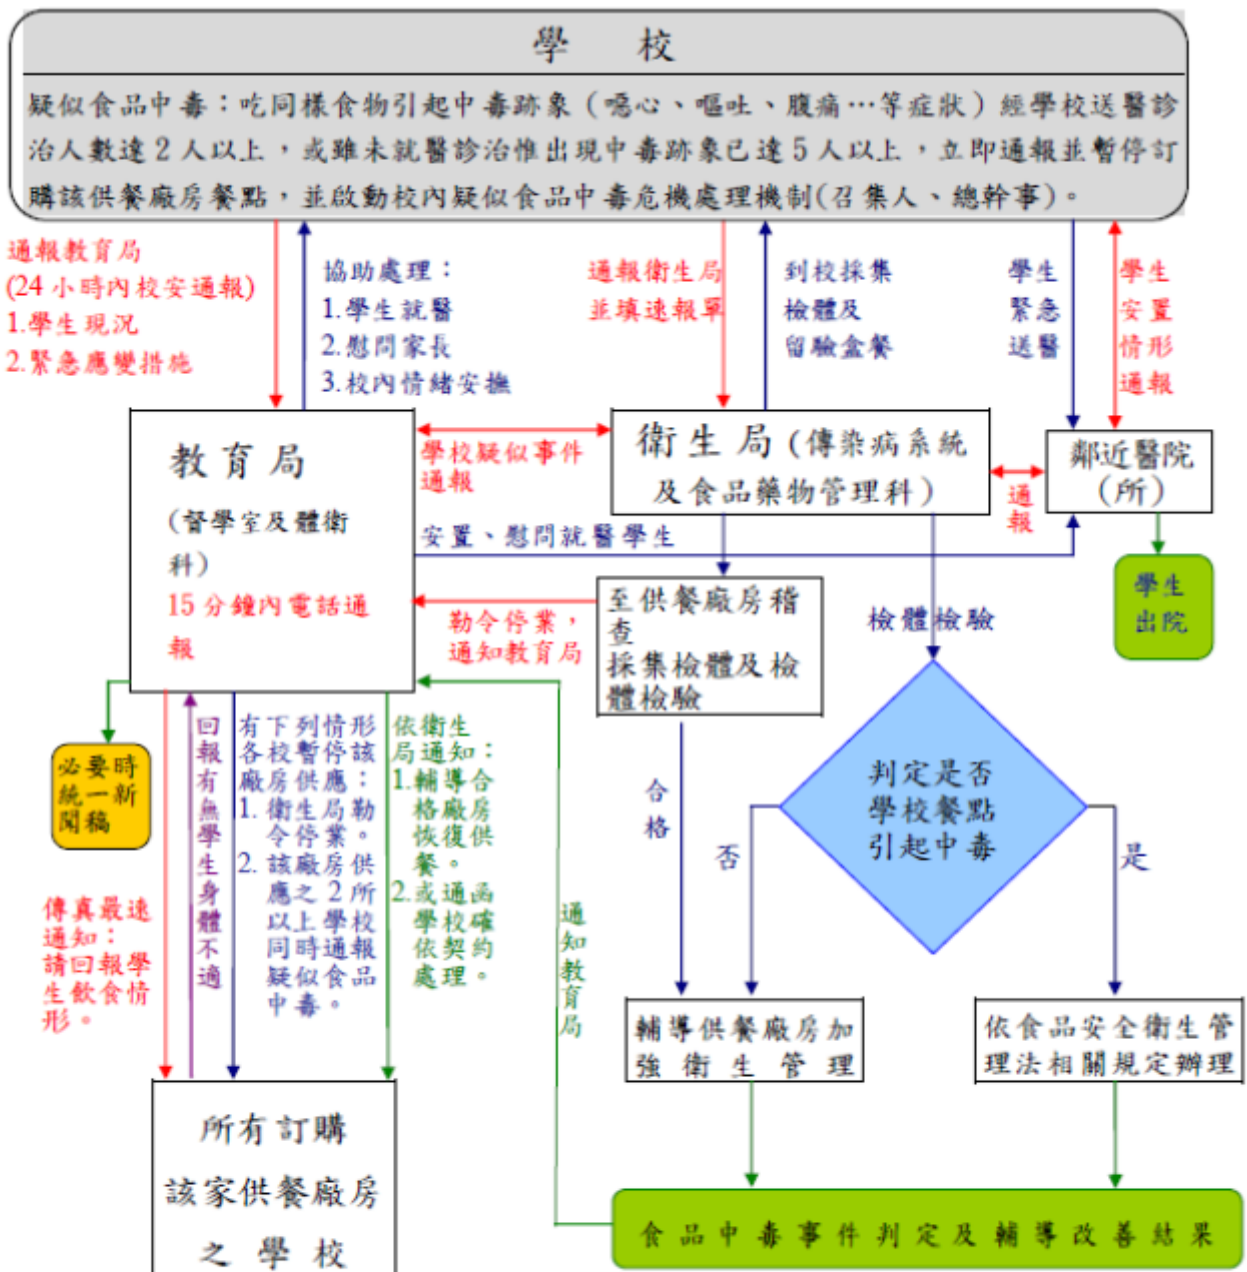 學 校
疑似食品中毒：吃同樣食物引起中毒跡象（噁心、嘔吐、腹痛…等症狀）經學校送醫診
治人數達2人以上，或雖未就醫診治惟出現中毒跡象已達5人以上，立即通報並暫停訂
購該供餐廠房餐點，並啟動校內疑似食品中毒危機處理機制(召集人、總幹事)。
通報教育局
(24小時內校安通報)
1.學生現況
2.緊急應變措施
協助處理：
1.學生就醫
2.慰問家長
3.校內情緒安撫
通報衛生局
並填速報單
到校採集
檢體及
留驗盒餐
學生
緊急
送醫
學生
安置
情形
通報
教育局
(督學室及體衛
科)
15分鐘內電話通
報
學校疑似事件
通報
衛生局(傳染病系統
及食品藥物管理科)
通
報
鄰近醫院
(所)
安置、慰問就醫學生
學生
出院
勒令停業，
通知教育局
至供餐廠房稽
查
採集檢體及檢
體檢驗
檢體檢驗
必要時
統一新
聞稿
傳真最速
通知：
請回報學
生飲食情
形。
回報有無學生身體不適
有下列情形
各校暫停該
廠房供應：
1. 衛生局勒
令停業。
2. 該廠房供
應之2所
以上學校
同時通報
疑似食品
中毒。
依衛生
局通知：
1.輔導合
格廠房
恢復供
餐。
2.或通函
學校確
依契約
處理。
通知教育局
合格
判定是否
學校餐點
引起中毒
否
是
輔導供餐廠房加
強衛生管理
依食品安全衛生管
理法相關規定辦理
所有訂購
該家供餐廠房
之學校
食品中毒事件判定及輔導改善結果